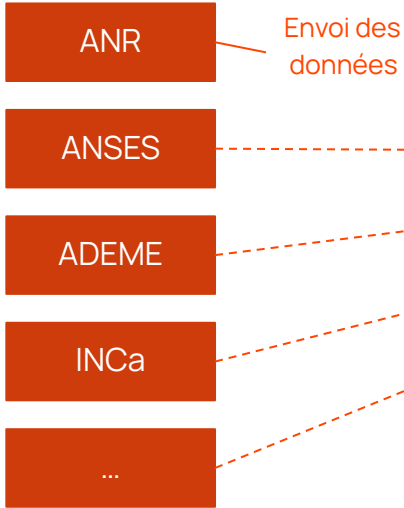 ANR
Envoi des
données
ANSES
ADEME
INCa
...